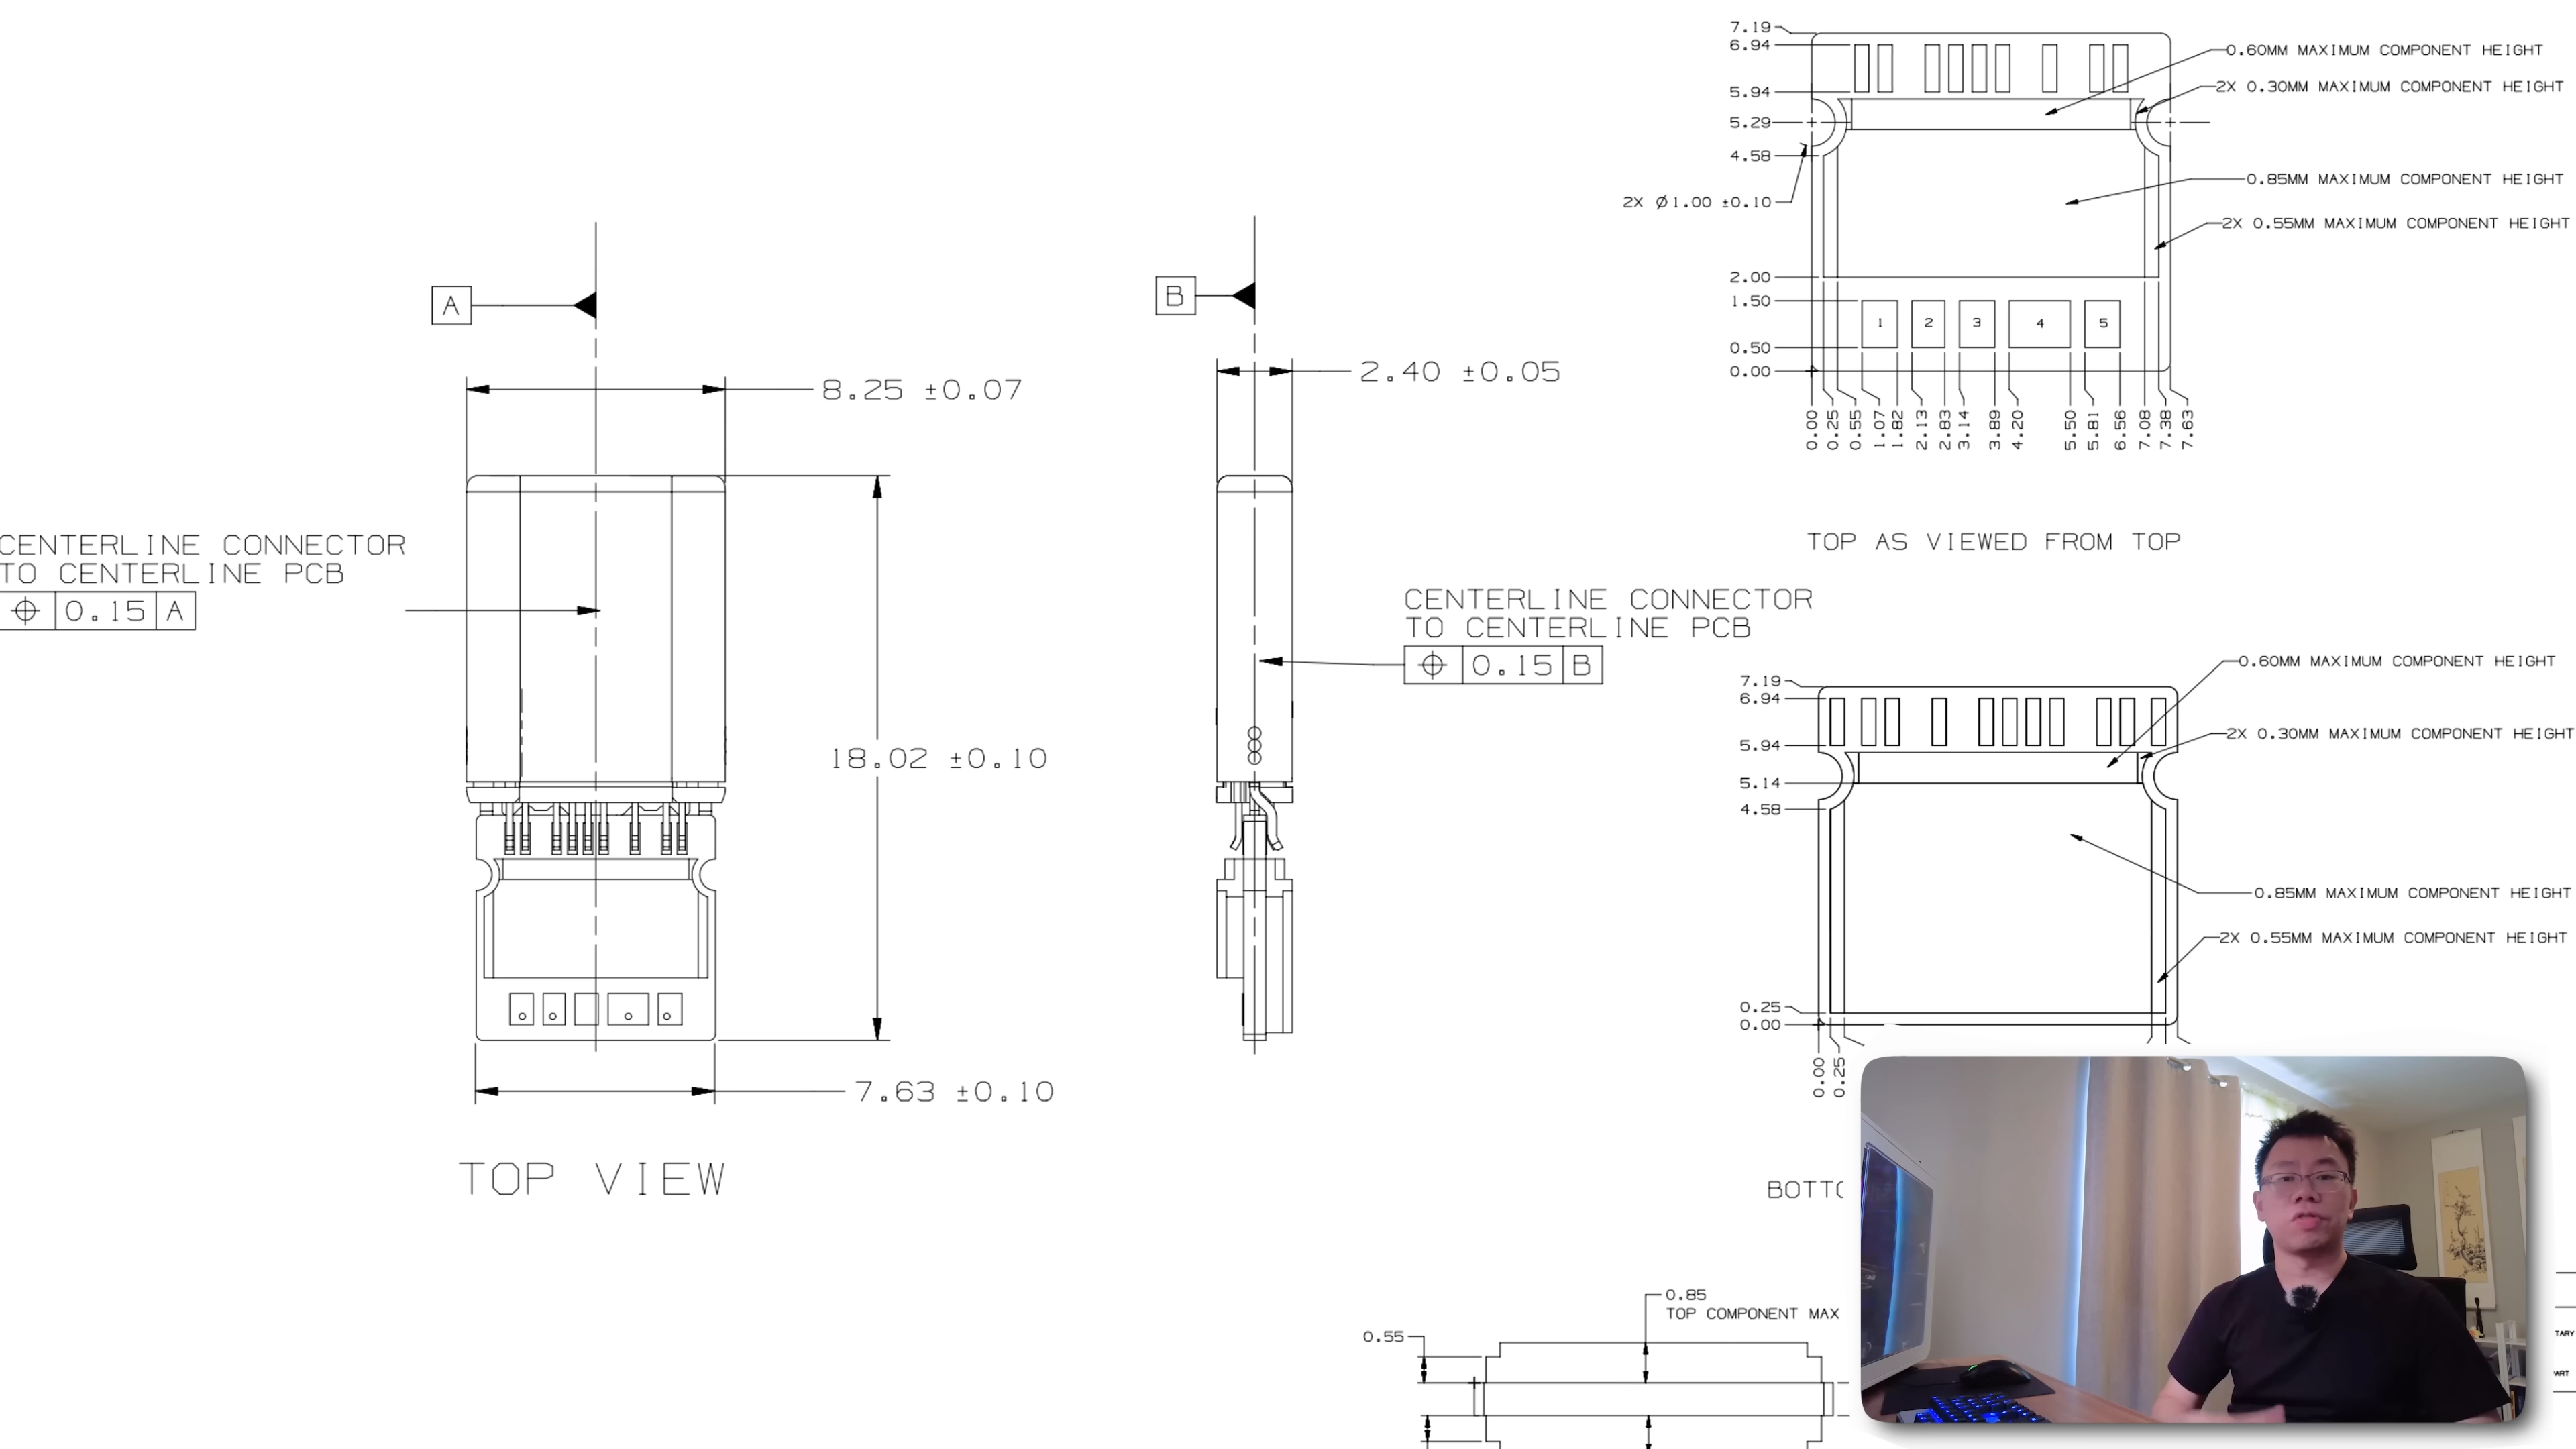 A
8.25 ±0.07
CENTERLINE CONNECTOR
TO CENTERLINE PCB
0.15 A
18.02 ±0.10
7.63 ±0.10
TOP VIEW
B
2.40 ±0.05
CENTERLINE CONNECTOR
TO CENTERLINE PCB
0.15 B
7.19
6.94
5.94
5.29
4.58
2X Ø1.00 ±0.10
2.00
1.50
0.50
0.00
1 2 3 4 5
0.00 0.25 0.55 1.07 1.82 2.13 2.83 3.14 3.89 4.20 5.50 5.81 6.56 7.08 7.38 7.63
0.60MM MAXIMUM COMPONENT HEIGHT
2X 0.30MM MAXIMUM COMPONENT HEIGHT
0.85MM MAXIMUM COMPONENT HEIGHT
2X 0.55MM MAXIMUM COMPONENT HEIGHT
TOP AS VIEWED FROM TOP
7.19
6.94
5.94
5.14
4.58
0.25
0.00
0.00 0.25
0.60MM MAXIMUM COMPONENT HEIGHT
2X 0.30MM MAXIMUM COMPONENT HEIGHT
0.85MM MAXIMUM COMPONENT HEIGHT
2X 0.55MM MAXIMUM COMPONENT HEIGHT
BOTTO
0.85
TOP COMPONENT MAX
0.55
TARY
PART